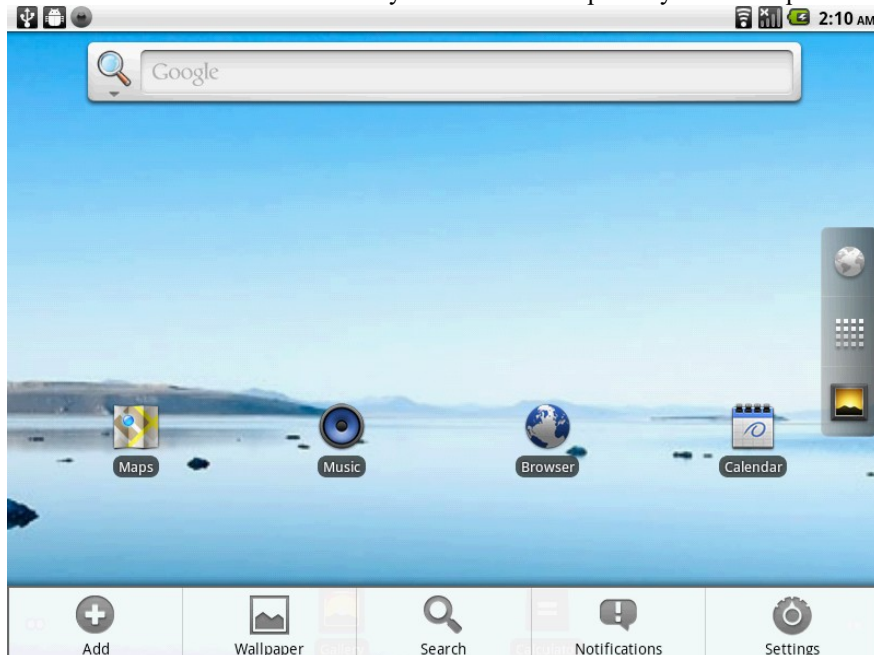 2:10 AM
Google
Maps
Music
Browser
Calendar
Add
Wallpaper
Search
Notifications
Settings